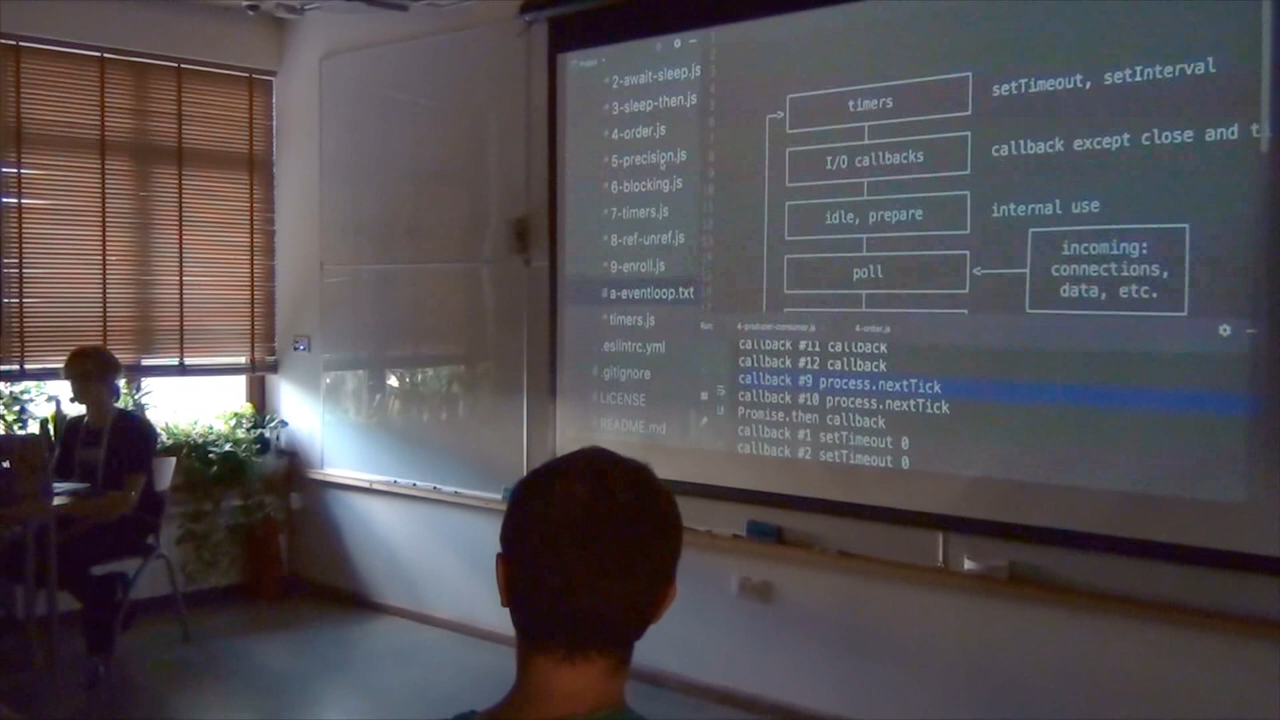 2-await-sleep.js
3-sleep-then.js
4-order.js
5-precision.js
6-blocking.js
7-timers.js
8-ref-unref.js
9-enroll.js
a-eventloop.txt
timers.js
.eslintrc.yml
.gitignore
LICENSE
README.md
timers
setTimeout, setInterval
I/O callbacks
callback except close and t
idle, prepare
internal use
poll
incoming:
connections,
data, etc.
Run:
4-producer-consumer.js
4-order.js
callback #11 callback
callback #12 callback
callback #9 process.nextTick
callback #10 process.nextTick
Promise.then callback
callback #1 setTimeout 0
callback #2 setTimeout 0